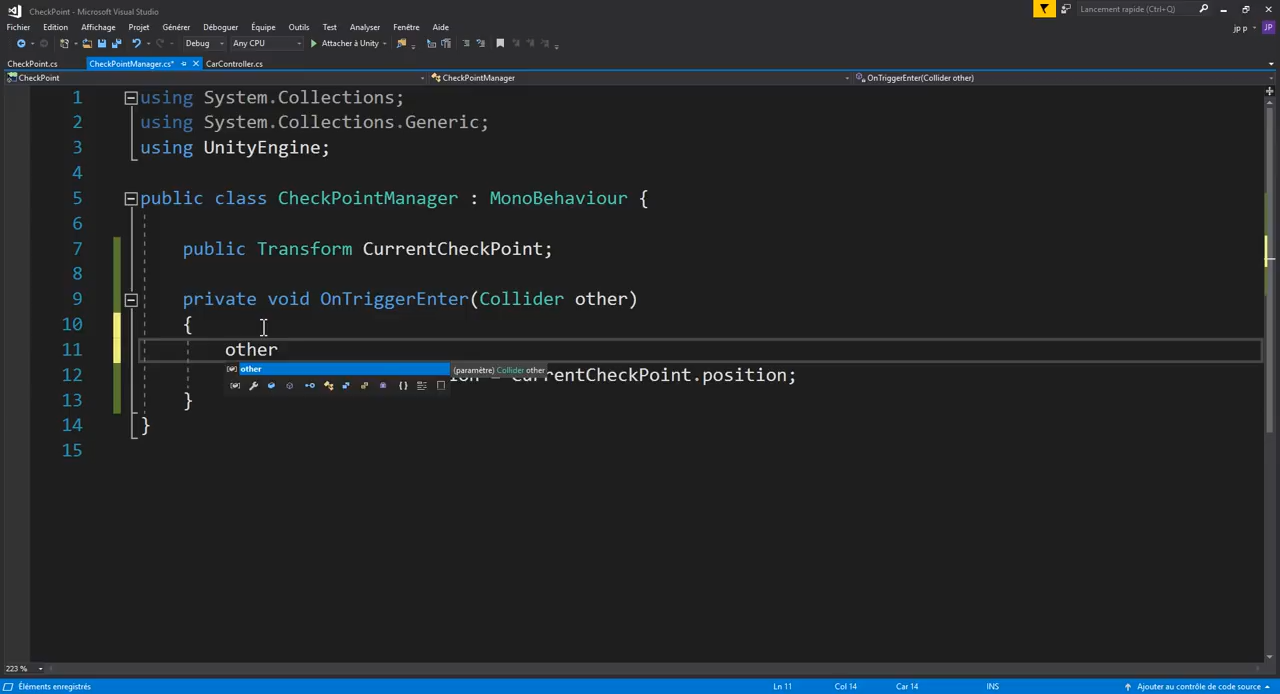 CheckPoint - Microsoft Visual Studio
Lancement rapide (Ctrl+Q)
Fichier Edition Affichage Projet Générer Déboguer Équipe Outils Test Analyser Fenêtre Aide
jp p JP
Debug Any CPU Attacher à Unity
CheckPoint.cs CheckPointManager.cs* CarController.cs
CheckPoint CheckPointManager OnTriggerEnter(Collider other)
1 using System.Collections;
2 using System.Collections.Generic;
3 using UnityEngine;
4
5 public class CheckPointManager : MonoBehaviour {
6
7 public Transform CurrentCheckPoint;
8
9 private void OnTriggerEnter(Collider other)
10 {
11 other
other (paramètre) Collider other
12 = CurrentCheckPoint.position;
13 }
14 }
15
223 %
Éléments enregistrés Ln 11 Col 14 Car 14 INS Ajouter au contrôle de code source